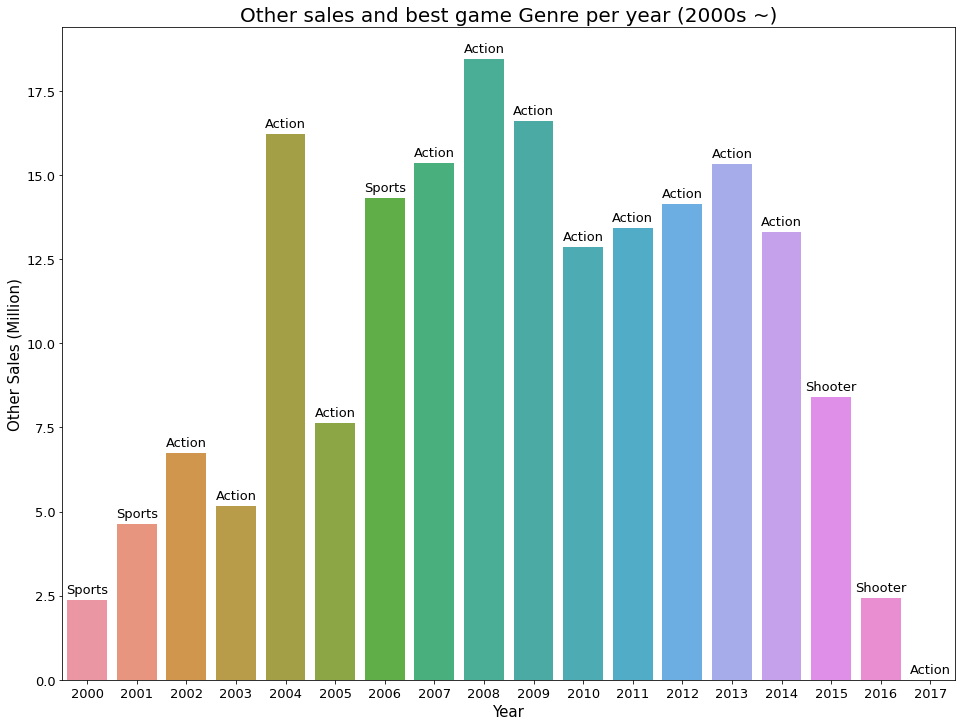 Other sales and best game Genre per year (2000s ~)
Other Sales (Million)
17.5
15.0
12.5
10.0
7.5
5.0
2.5
0.0
Sports
Sports
Action
Action
Action
Action
Sports
Action
Action
Action
Action
Action
Action
Action
Action
Shooter
Shooter
Action
2000 2001 2002 2003 2004 2005 2006 2007 2008 2009 2010 2011 2012 2013 2014 2015 2016 2017
Year